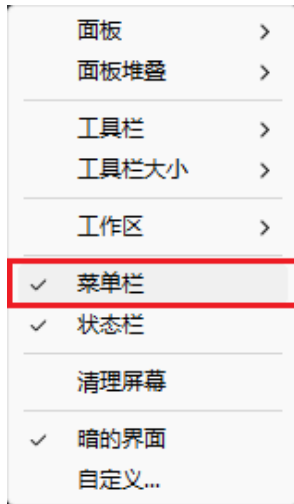 面板
面板堆叠
工具栏
工具栏大小
工作区
菜单栏
状态栏
清理屏幕
暗的界面
自定义...